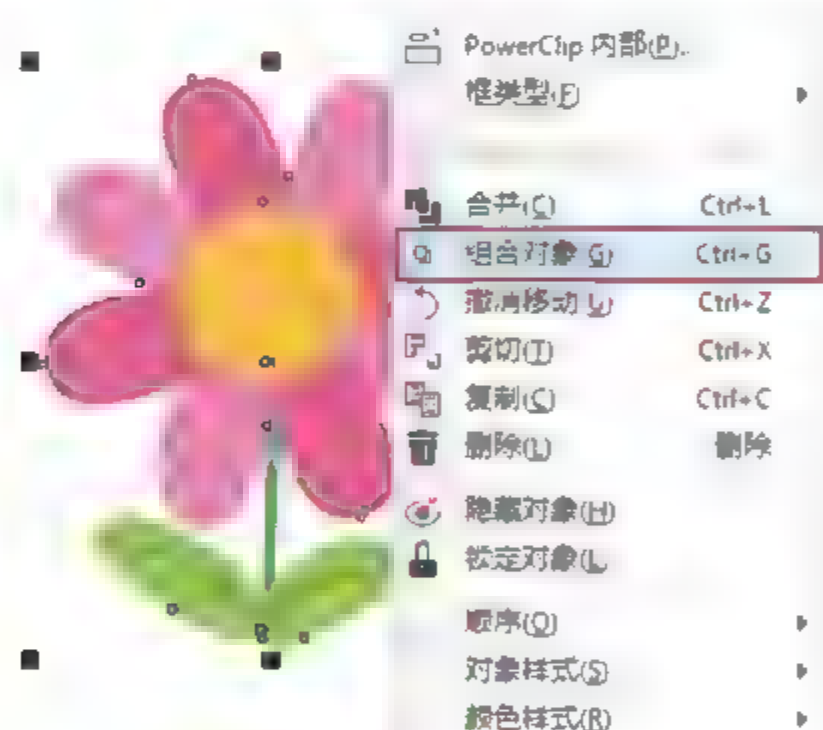 PowerClip 内部(P)...
框类型(F)
合并(C) Ctrl+L
组合对象(G) Ctrl+G
撤消移动(U) Ctrl+Z
剪切(T) Ctrl+X
复制(C) Ctrl+C
删除(L) 删除
隐藏对象(H)
锁定对象(L)
顺序(O)
对象样式(S)
颜色样式(R)